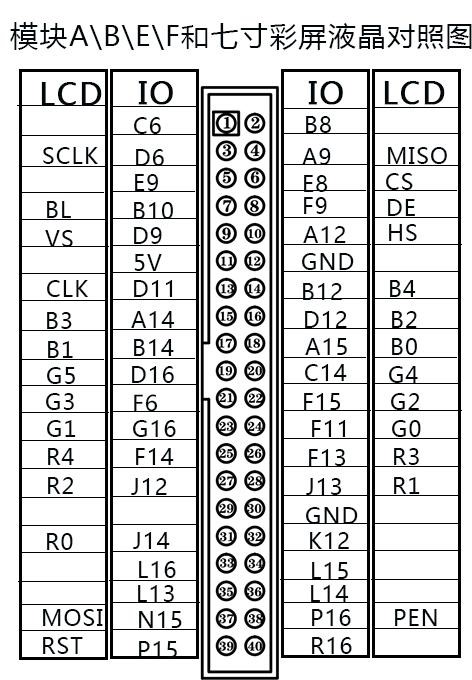 模块A\B\E\F和七寸彩屏液晶对照图
LCD IO IO LCD
C6 1 2 B8
SCLK D6 3 4 A9 MISO
E9 5 6 E8 CS
BL B10 7 8 F9 DE
VS D9 9 10 A12 HS
5V 11 12 GND
CLK D11 13 14 B12 B4
B3 A14 15 16 D12 B2
B1 B14 17 18 A15 B0
G5 D16 19 20 C14 G4
G3 F6 21 22 F15 G2
G1 G16 23 24 F11 G0
R4 F14 25 26 F13 R3
R2 J12 27 28 J13 R1
29 30 GND
R0 J14 31 32 K12
L16 33 34 L15
L13 35 36 L14
MOSI N15 37 38 P16 PEN
RST P15 39 40 R16